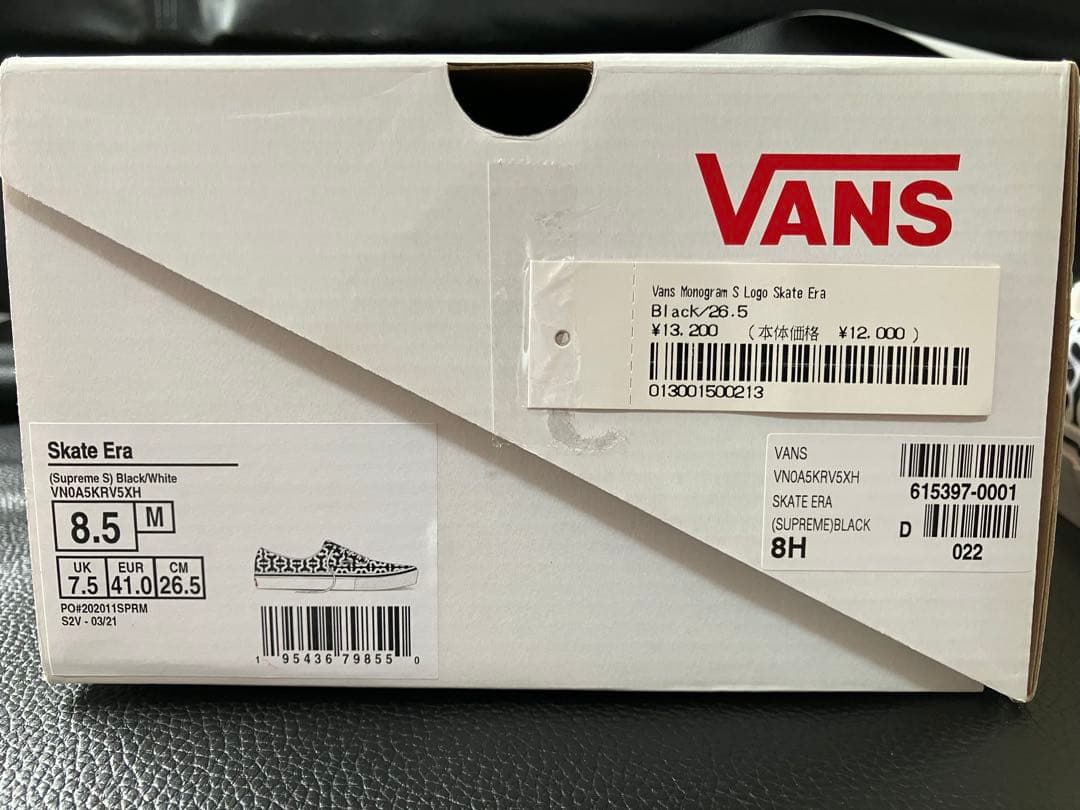 VANS
Vans Monogram S Logo Skate Era
Black/26.5
¥13.200 (本体価格 ¥12.000)
013001500213
Skate Era
(Supreme S) Black/White
VN0A5KRV5XH
8.5 M
UK EUR CM
7.5 41.0 26.5
PO#202011SPRM
S2V - 03/21
1 95436 79855 0
VANS
VN0A5KRV5XH
615397-0001
SKATE ERA
(SUPREME)BLACK D
8H 022